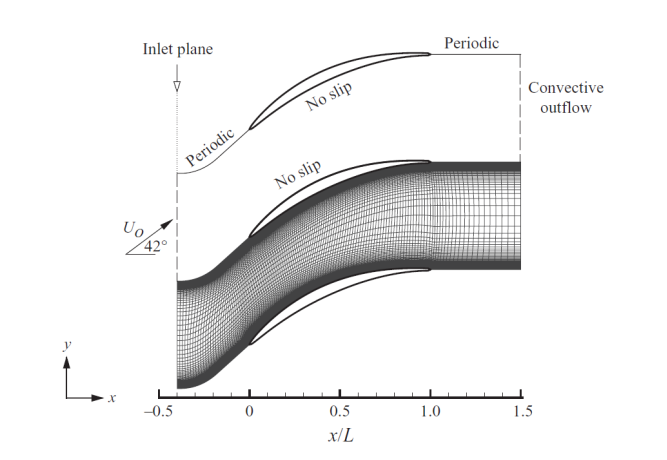 Inlet plane
Periodic
No slip
Periodic
Convective
outflow
No slip
U_O
42°
y
x
−0.5
0
0.5
1.0
1.5
x/L